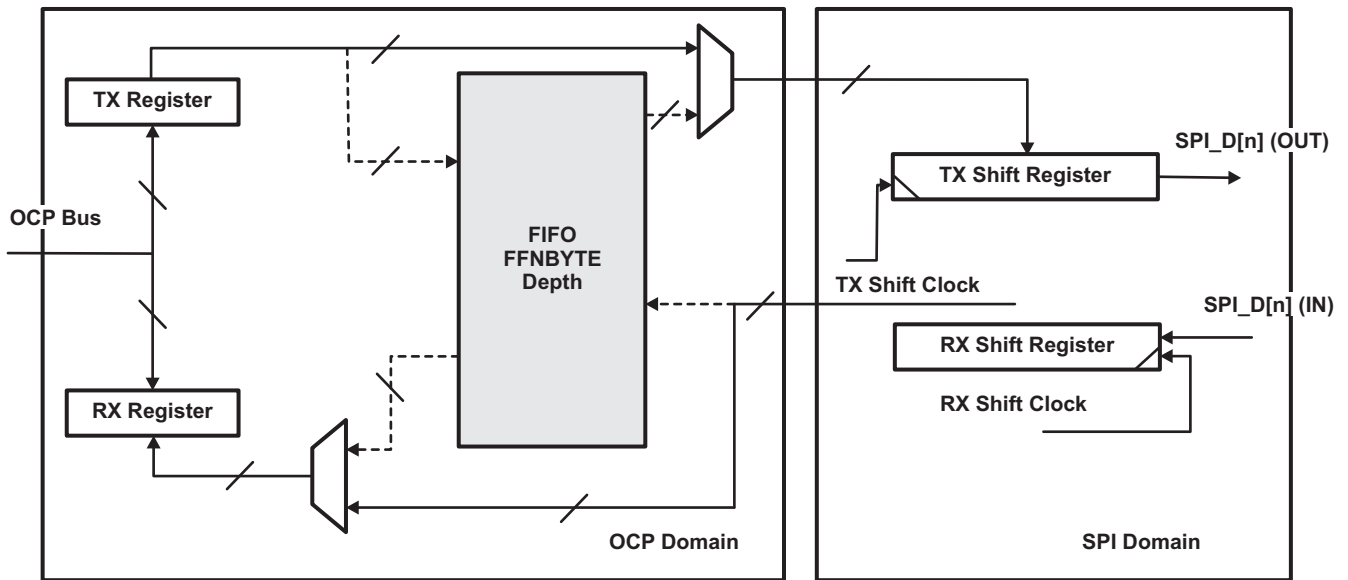 TX Register
OCP Bus
RX Register
FIFO
FFNBYTE
Depth
OCP Domain
SPI_D[n] (OUT)
TX Shift Register
TX Shift Clock
SPI_D[n] (IN)
RX Shift Register
RX Shift Clock
SPI Domain